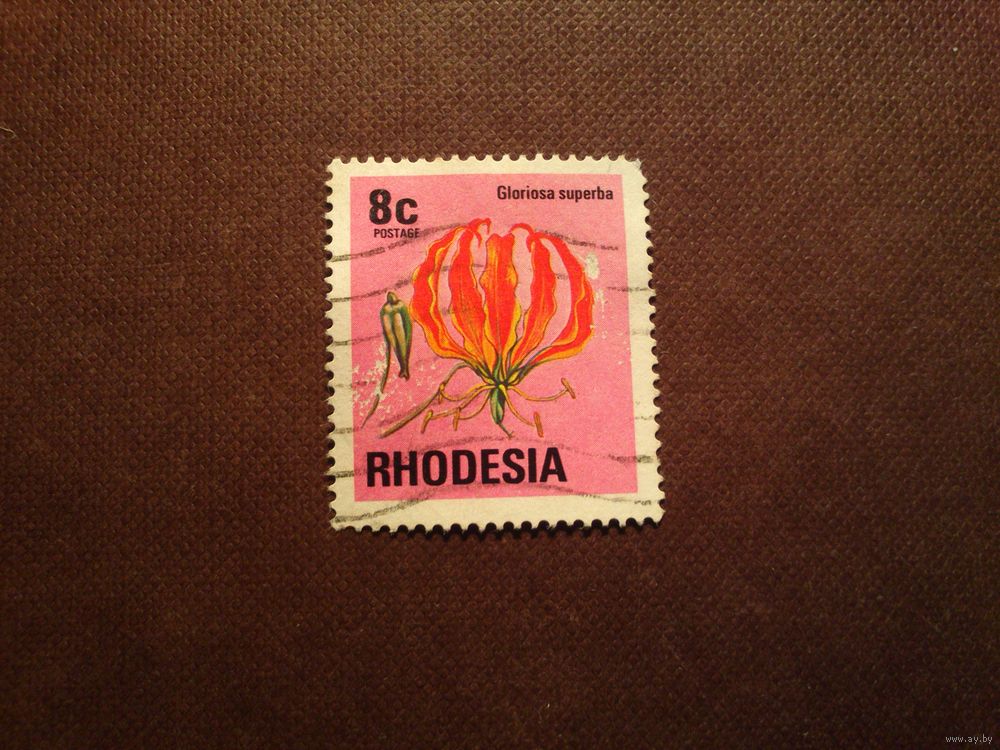 8c
Gloriosa superba
POSTAGE
RHODESIA
www.ay.by